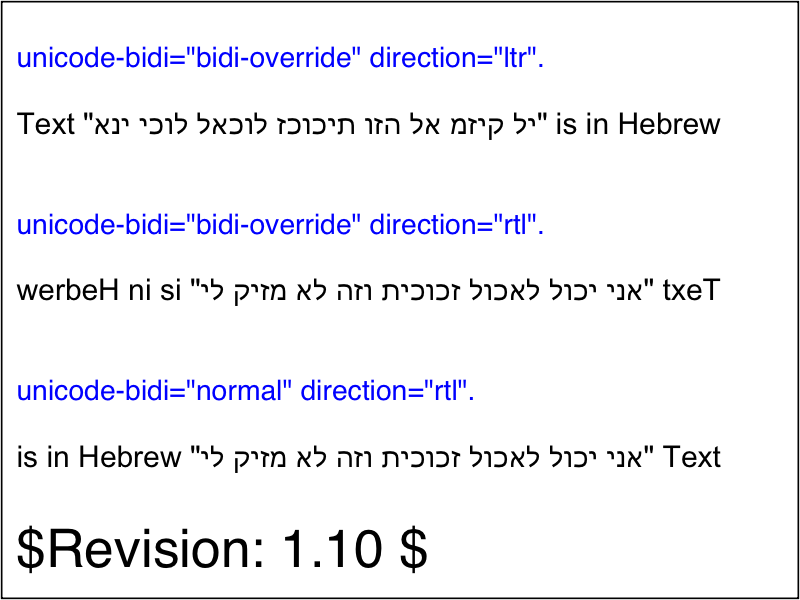 unicode-bidi="bidi-override" direction="ltr".
Text "יל קיזמ אל הזו תיכוכז לוכאל לוכי ינא" is in Hebrew
unicode-bidi="bidi-override" direction="rtl".
werbeH ni si "אני יכול לאכול זכוכית וזה לא מזיק לי" txeT
unicode-bidi="normal" direction="rtl".
is in Hebrew "אני יכול לאכול זכוכית וזה לא מזיק לי" Text
$Revision: 1.10 $